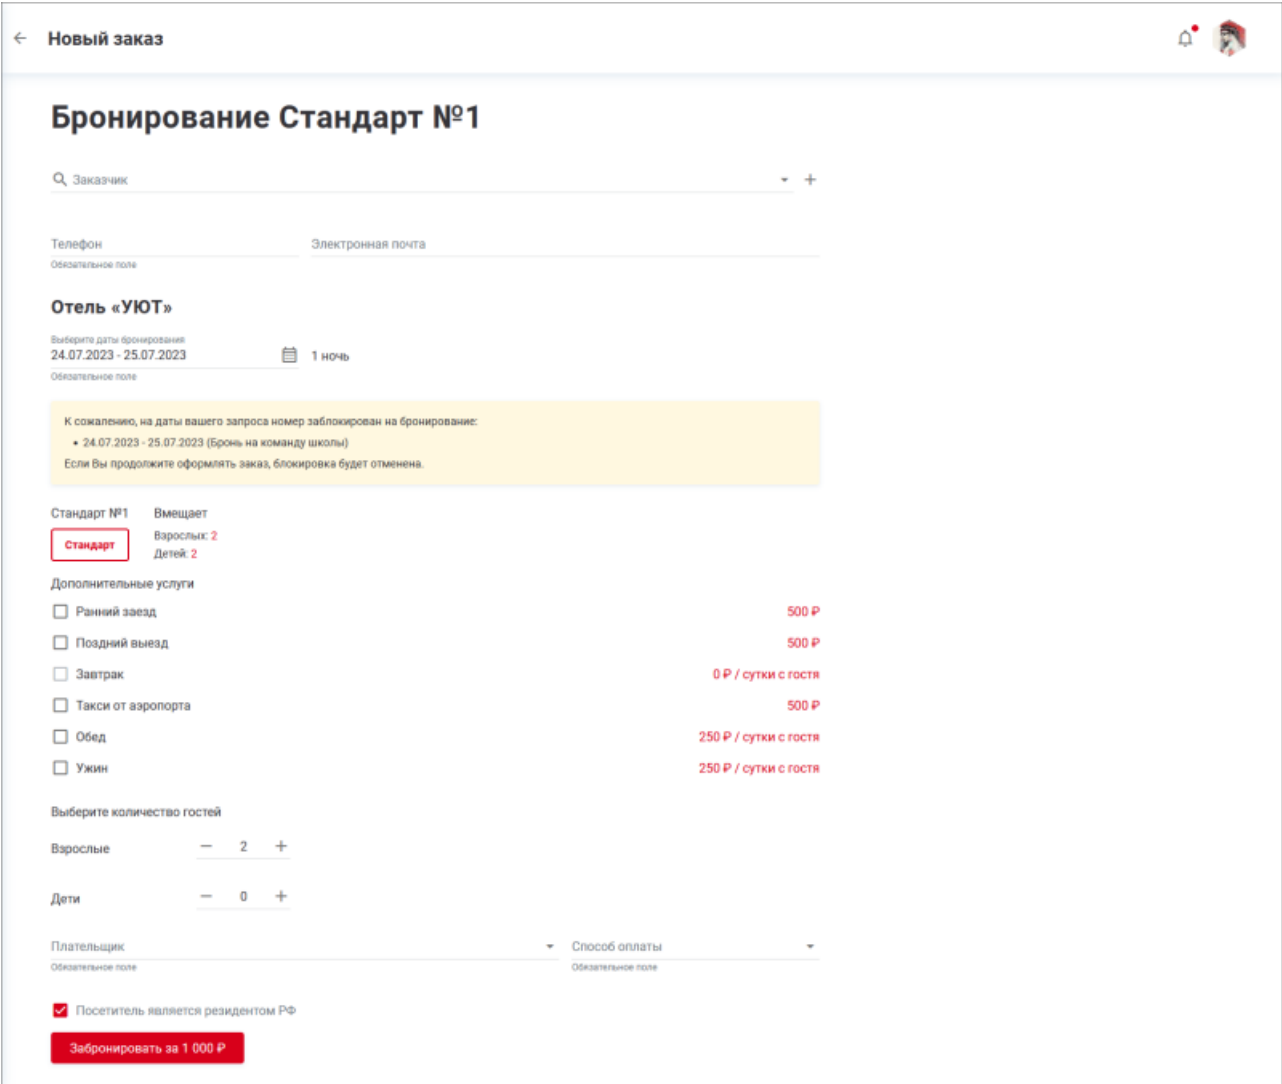 Новый заказ
Бронирование Стандарт №1
Заказчик
Телефон
Электронная почта
Обязательное поле
Отель «УЮТ»
Выберите даты бронирования
24.07.2023 - 25.07.2023
1 ночь
Обязательное поле
К сожалению, на даты вашего запроса номер заблокирован на бронирование:
• 24.07.2023 - 25.07.2023 (Бронь на команду школы)
Если Вы продолжите оформлять заказ, блокировка будет отменена.
Стандарт №1
Вмещает
Стандарт
Взрослых: 2
Детей: 2
Дополнительные услуги
Ранний заезд 500 ₽
Поздний выезд 500 ₽
Завтрак 0 ₽ / сутки с гостя
Такси от аэропорта 500 ₽
Обед 250 ₽ / сутки с гостя
Ужин 250 ₽ / сутки с гостя
Выберите количество гостей
Взрослые — 2 +
Дети — 0 +
Плательщик
Способ оплаты
Обязательное поле
Обязательное поле
Посетитель является резидентом РФ
Забронировать за 1 000 ₽